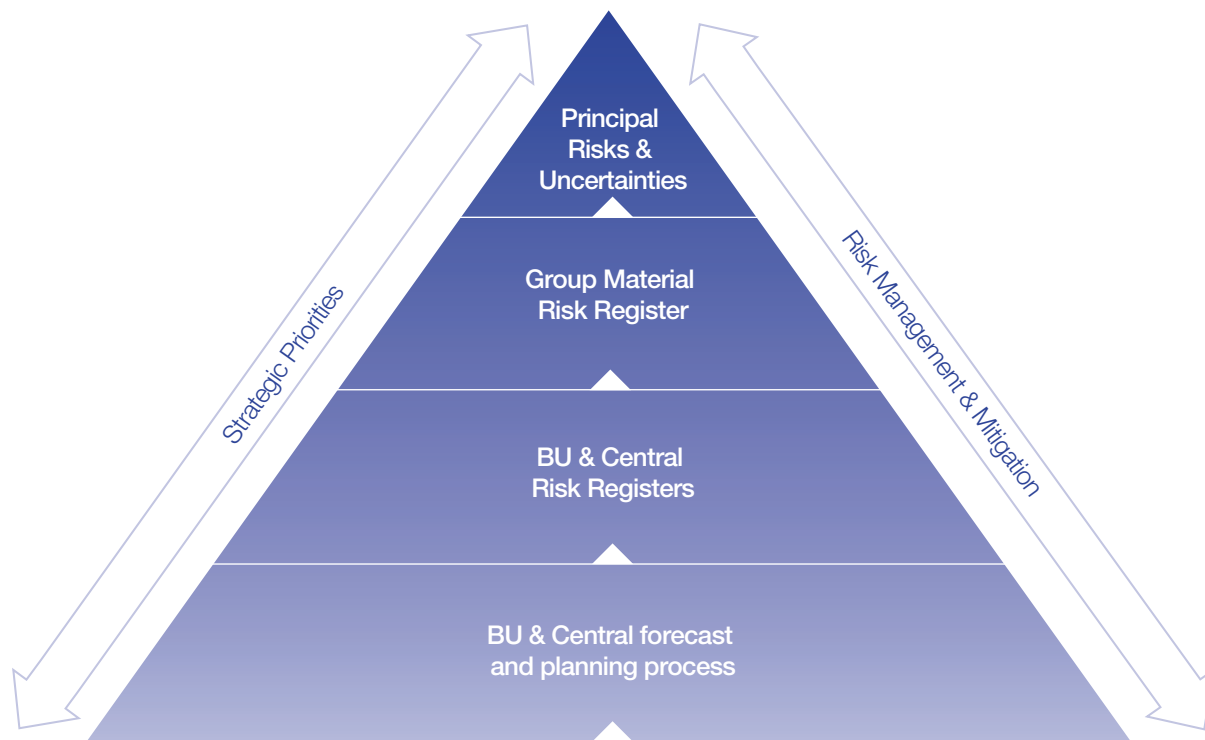 Principal
Risks &
Uncertainties
Group Material
Risk Register
BU & Central
Risk Registers
BU & Central forecast
and planning process
Strategic Priorities
Risk Management & Mitigation